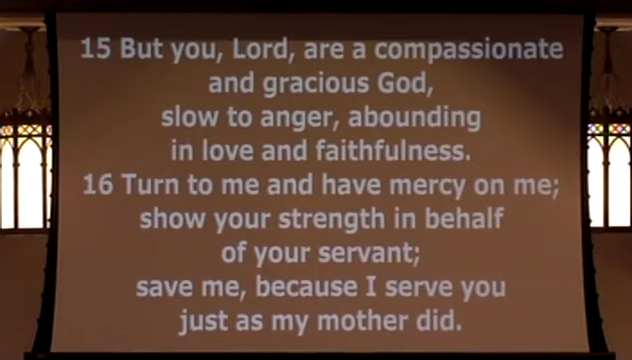 15 But you, Lord, are a compassionate
and gracious God,
slow to anger, abounding
in love and faithfulness.
16 Turn to me and have mercy on me;
show your strength in behalf
of your servant;
save me, because I serve you
just as my mother did.